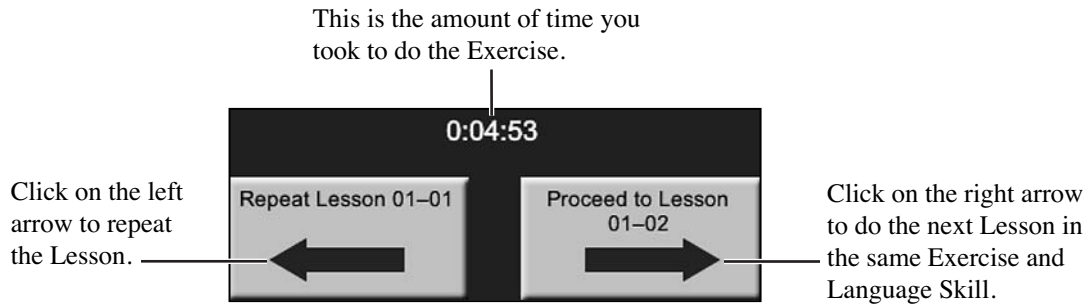 This is the amount of time you
took to do the Exercise.
0:04:53
Click on the left
arrow to repeat
the Lesson.
Repeat Lesson 01–01
Proceed to Lesson
01–02
Click on the right arrow
to do the next Lesson in
the same Exercise and
Language Skill.